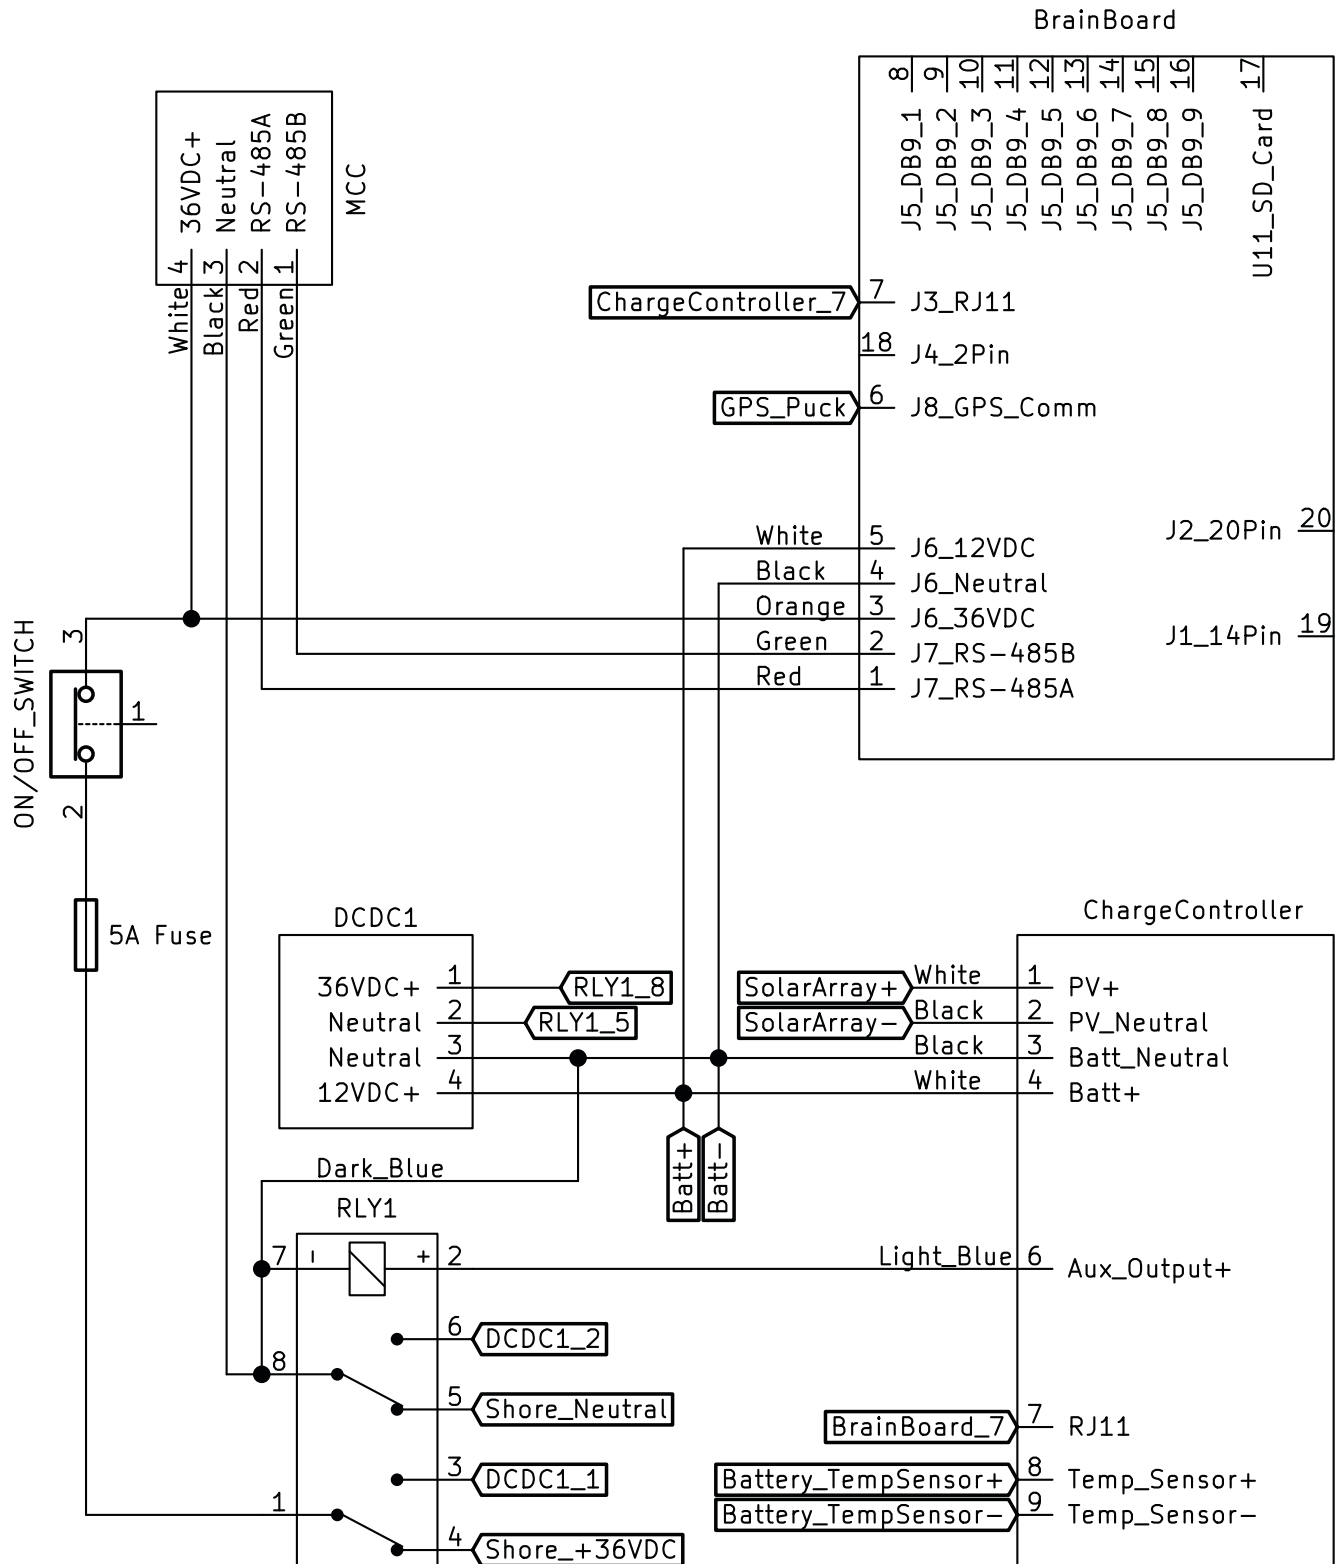 BrainBoard
8
9
10
11
12
13
14
15
16
17
J5_DB9_1
J5_DB9_2
J5_DB9_3
J5_DB9_4
J5_DB9_5
J5_DB9_6
J5_DB9_7
J5_DB9_8
J5_DB9_9
U11_SD_Card
36VDC+
Neutral
RS-485A
RS-485B
MCC
4
3
2
1
White
Black
Red
Green
ChargeController_7
7
J3_RJ11
18
J4_2Pin
GPS_Puck
6
J8_GPS_Comm
White
5
J6_12VDC
Black
4
J6_Neutral
Orange
3
J6_36VDC
Green
2
J7_RS-485B
Red
1
J7_RS-485A
J2_20Pin
20
J1_14Pin
19
ON/OFF_SWITCH
3
1
2
5A Fuse
DCDC1
36VDC+
1
RLY1_8
Neutral
2
RLY1_5
Neutral
3
12VDC+
4
ChargeController
SolarArray+
White
1
PV+
SolarArray-
Black
2
PV_Neutral
Black
3
Batt_Neutral
White
4
Batt+
Batt+
Batt-
Dark_Blue
RLY1
7
-
+
2
Light_Blue
6
Aux_Output+
6
DCDC1_2
8
5
Shore_Neutral
3
DCDC1_1
1
4
Shore_+36VDC
BrainBoard_7
7
RJ11
Battery_TempSensor+
8
Temp_Sensor+
Battery_TempSensor-
9
Temp_Sensor-